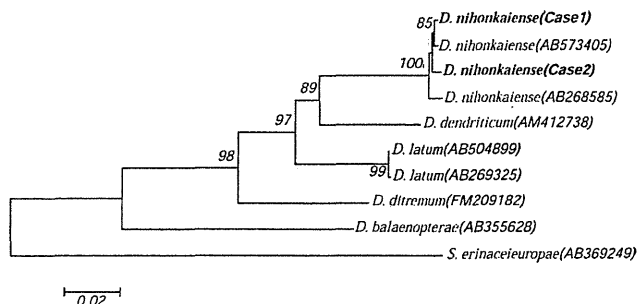 85 D. nihonkaiense(Case1)
D. nihonkaiense(AB573405)
D. nihonkaiense(Case2)
100
D. nihonkaiense(AB268585)
89
D. dendriticum(AM412738)
97
D. latum(AB504899)
99 D. latum(AB269325)
98
D. ditremum(FM209182)
D. balaenopterae(AB355628)
S. erinaceieuropae(AB369249)
0.02